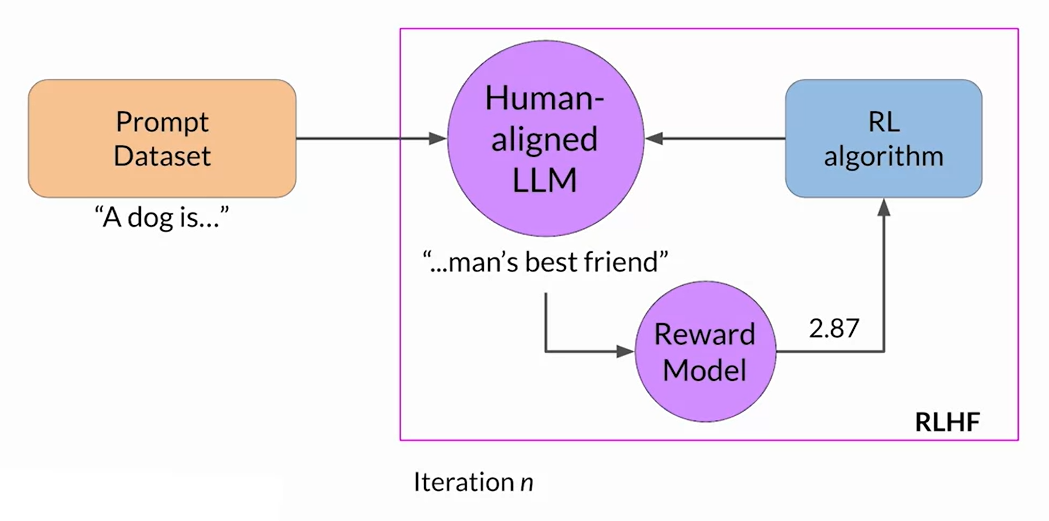 Prompt
Dataset
“A dog is...”
Human-
aligned
LLM
RL
algorithm
“...man’s best friend”
Reward
Model
2.87
RLHF
Iteration n